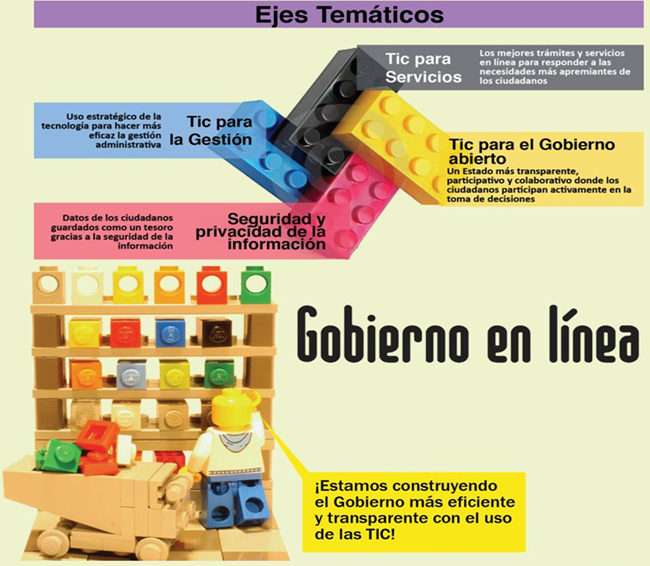 Ejes Temáticos
Tic para
Servicios
Los mejores trámites y servicios
en línea para responder a las
necesidades más apremiantes de
los ciudadanos
Uso estratégico de la
tecnología para hacer más
eficaz la gestión
administrativa
Tic para
la Gestión
Tic para el Gobierno
abierto
Un Estado más transparente,
participativo y colaborativo donde los
ciudadanos participan activamente en la
toma de decisiones
Datos de los ciudadanos
guardados como un tesoro
gracias a la seguridad de la
información
Seguridad y
privacidad de la
información
Gobierno en línea
¡Estamos construyendo
el Gobierno más eficiente
y transparente con el uso
de las TIC!